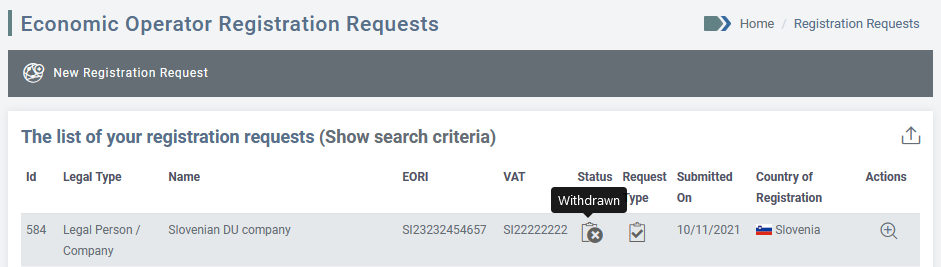 Economic Operator Registration Requests
Home / Registration Requests
New Registration Request
The list of your registration requests (Show search criteria)
Id Legal Type Name EORI VAT Status Request Submitted Country of Actions
Withdrawn ype On Registration
584 Legal Person / Slovenian DU company SI23232454657 SI22222222 10/11/2021 Slovenia
Company